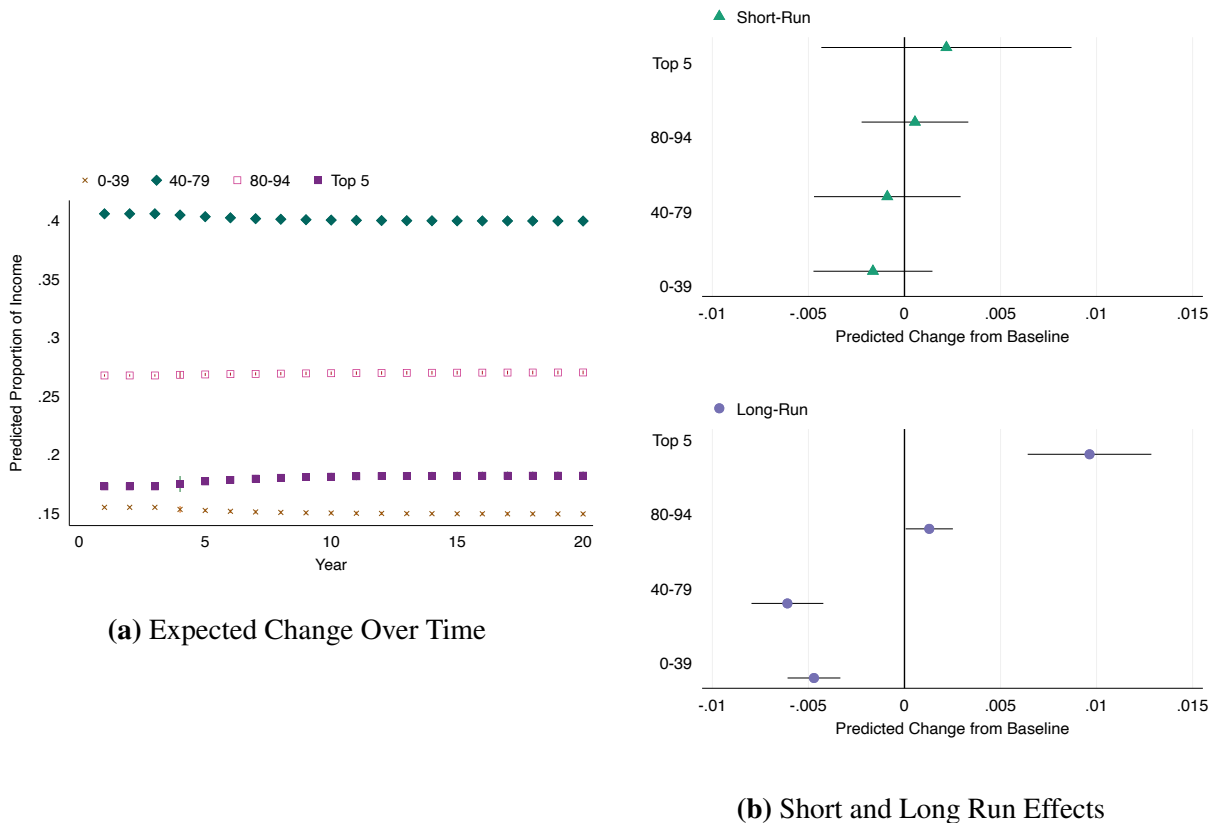 0-39 40-79 80-94 Top 5
Predicted Proportion of Income
.4
.35
.3
.25
.2
.15
0 5 10 15 20
Year
(a) Expected Change Over Time
Short-Run
Top 5
80-94
40-79
0-39
-.01 -.005 0 .005 .01 .015
Predicted Change from Baseline
Long-Run
Top 5
80-94
40-79
0-39
-.01 -.005 0 .005 .01 .015
Predicted Change from Baseline
(b) Short and Long Run Effects